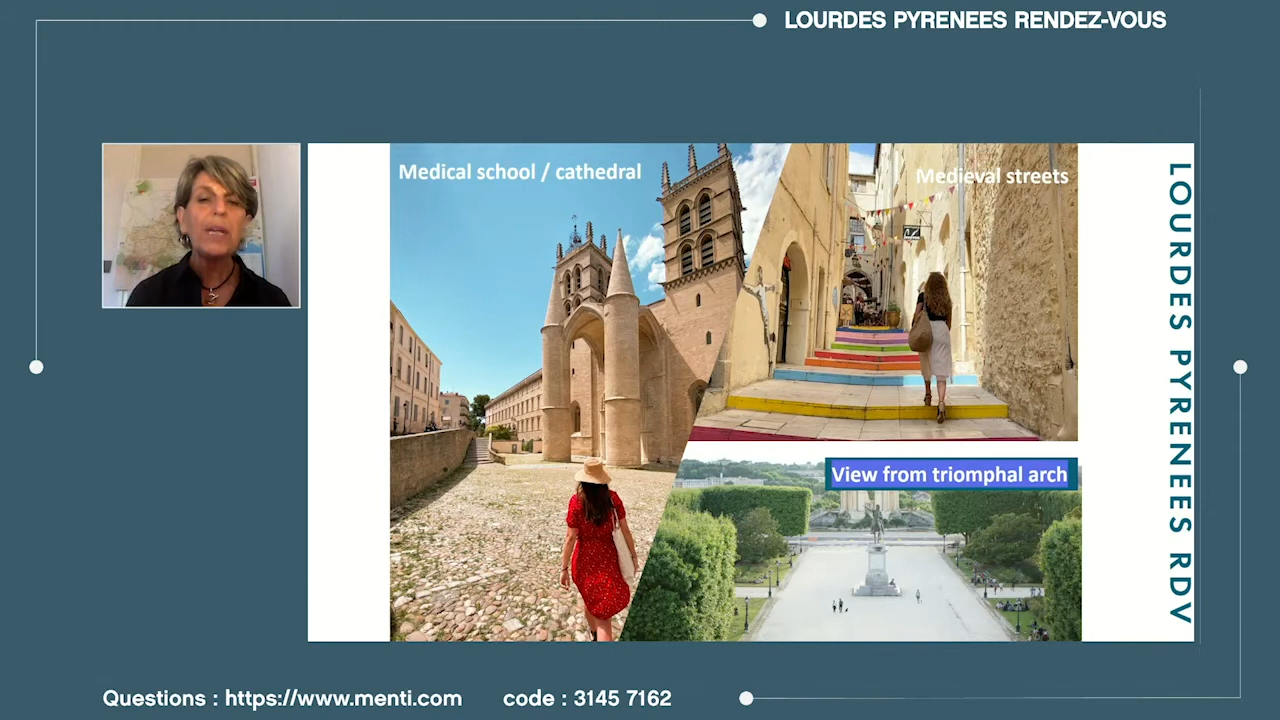 LOURDES PYRENEES RENDEZ-VOUS
Medical school / cathedral
Medieval streets
View from triomphal arch
LOURDES PYRENEES RDV
Questions : https://www.menti.com code : 3145 7162